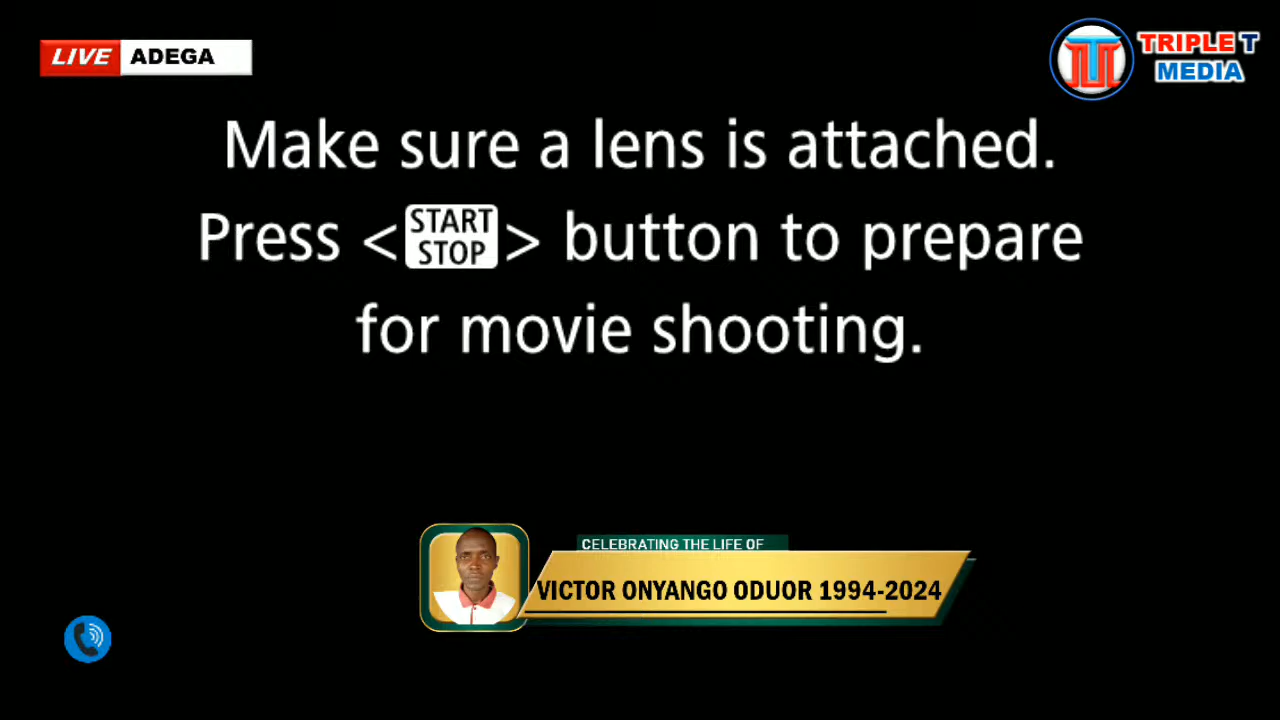 LIVE ADEGA
TRIPLE T
MEDIA
Make sure a lens is attached.
Press <START STOP> button to prepare
for movie shooting.
CELEBRATING THE LIFE OF
VICTOR ONYANGO ODUOR 1994-2024